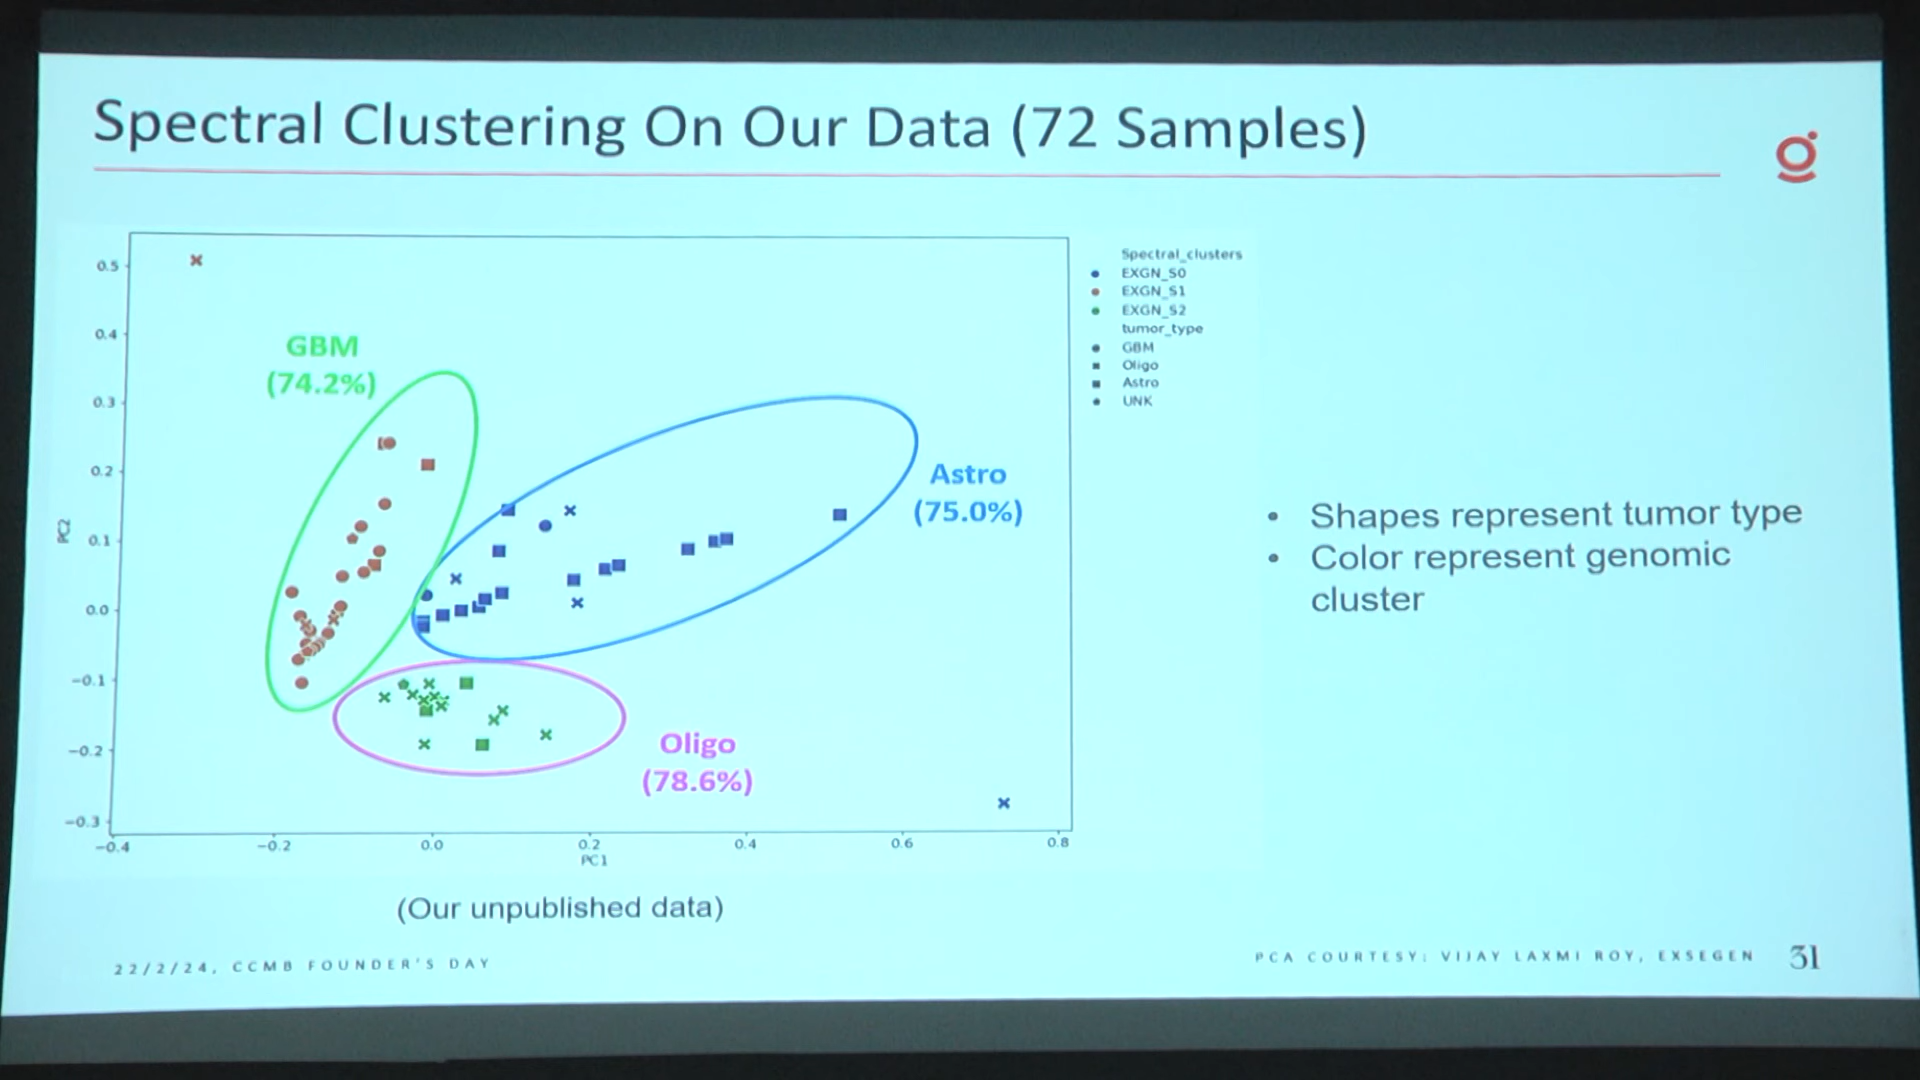 Spectral Clustering On Our Data (72 Samples)
0.5
0.4
0.3
0.2
0.1
0.0
−0.1
−0.2
−0.3
PC2
−0.4
−0.2
0.0
0.2
0.4
0.6
0.8
PC1
GBM
(74.2%)
Astro
(75.0%)
Oligo
(78.6%)
Spectral_clusters
EXGN_S0
EXGN_S1
EXGN_S2
tumor_type
GBM
Oligo
Astro
UNK
• Shapes represent tumor type
• Color represent genomic
cluster
(Our unpublished data)
22/2/24, CCMB FOUNDER'S DAY
PCA COURTESY: VIJAY LAXMI ROY, EXSEGEN
31